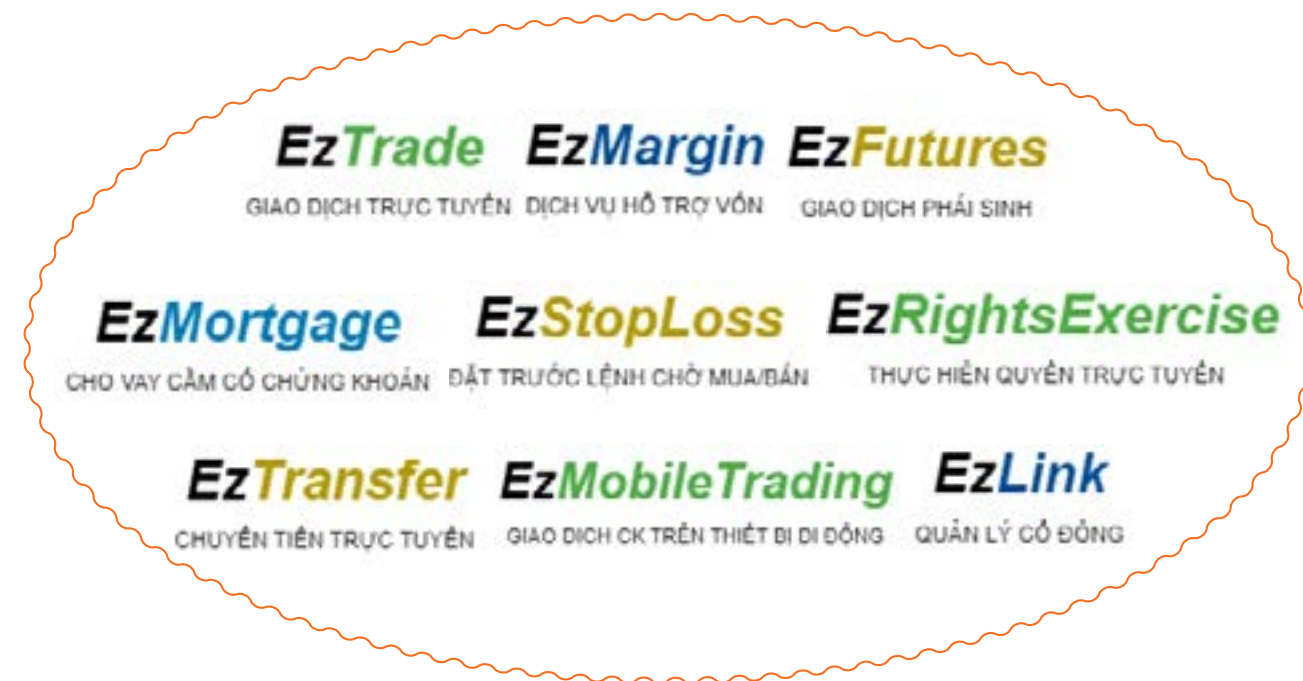 EzTrade EzMargin EzFutures
GIAO DỊCH TRỰC TUYẾN DỊCH VỤ HỖ TRỢ VỐN GIAO DỊCH PHÁI SINH
EzMortgage EzStopLoss EzRightsExercise
CHO VAY CẦM CỐ CHỨNG KHOÁN ĐẶT TRƯỚC LỆNH CHỜ MUA/BÁN THỰC HIỆN QUYỀN TRỰC TUYẾN
EzTransfer EzMobileTrading EzLink
CHUYỂN TIỀN TRỰC TUYẾN GIAO DỊCH CK TRÊN THIẾT BỊ DI ĐỘNG QUẢN LÝ CỔ ĐÔNG